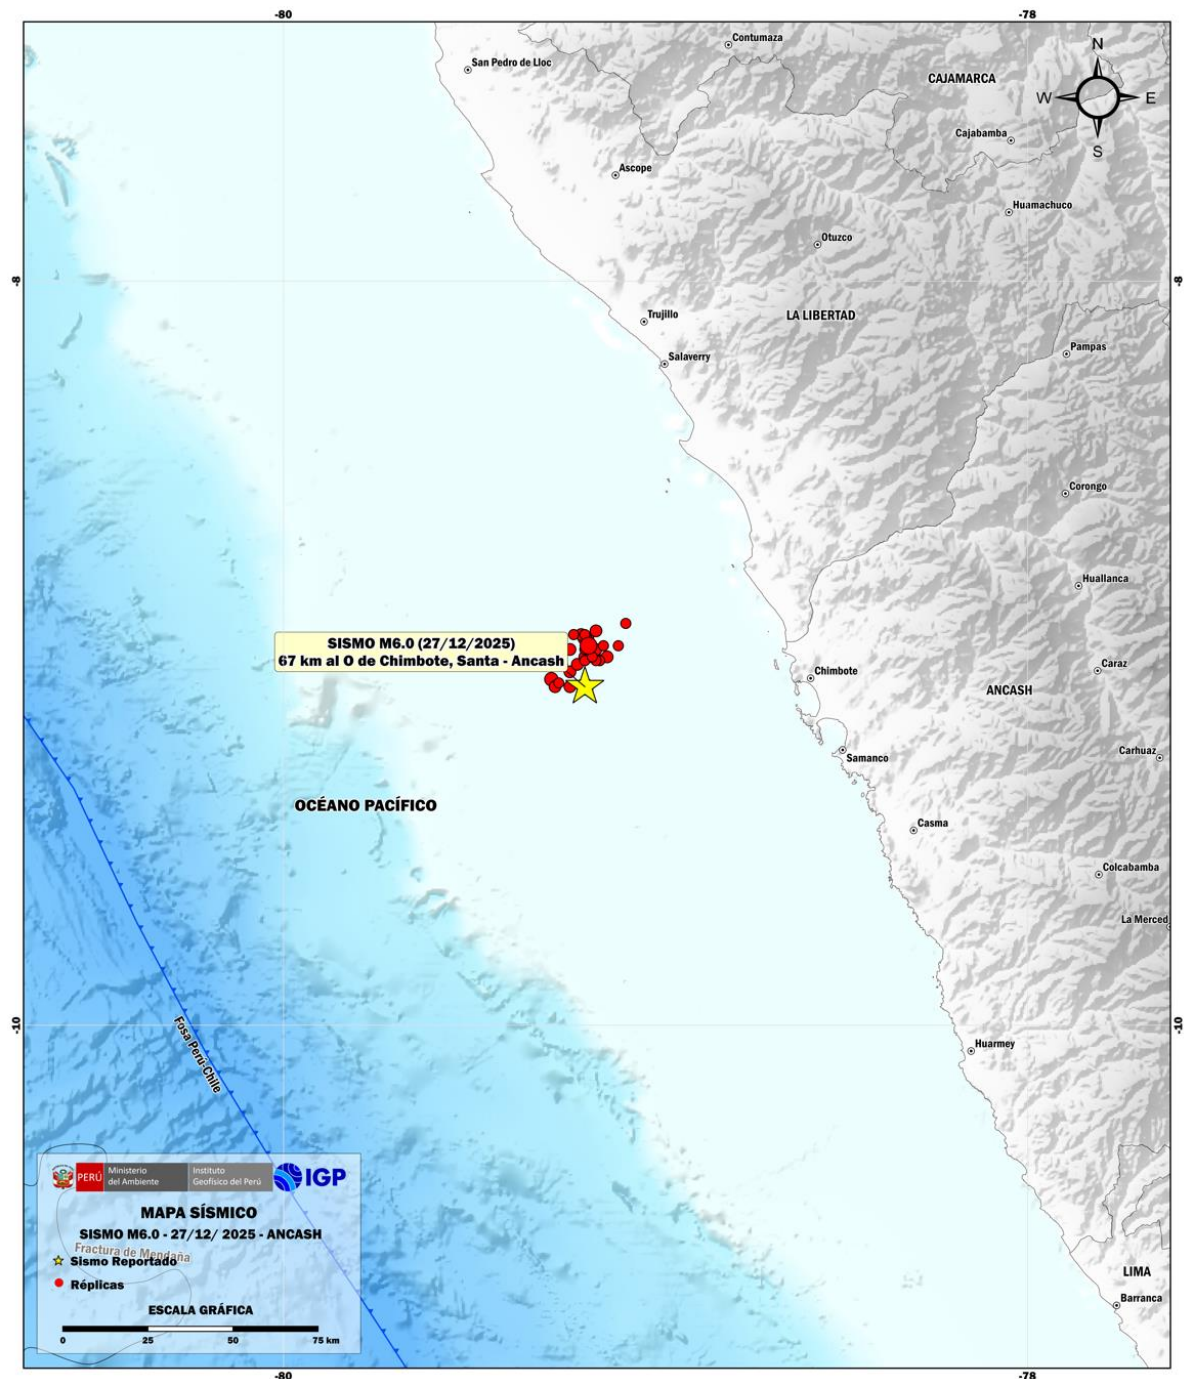 -80
-78
Contumaza
San Pedro de Lloc
N
CAJAMARCA
W
E
Cajabamba
S
Ascope
Huamachuco
Otuzco
-8
-8
Trujillo
LA LIBERTAD
Salaverry
Pampas
Corongo
Huallanca
SISMO M6.0 (27/12/2025)
67 km al O de Chimbote, Santa - Ancash
Chimbote
Caraz
ANCASH
Carhuaz
Samanco
OCÉANO PACÍFICO
Casma
Colcabamba
La Merced
-10
-10
Fosa Perú-Chile
Huarmey
PERÚ
Ministerio
del Ambiente
Instituto
Geofísico del Perú
IGP
MAPA SÍSMICO
SISMO M6.0 - 27/12/ 2025 - ANCASH
Fractura de Mendaña
Sismo Reportado
Réplicas
ESCALA GRÁFICA
0
25
50
75 km
LIMA
Barranca
-80
-78